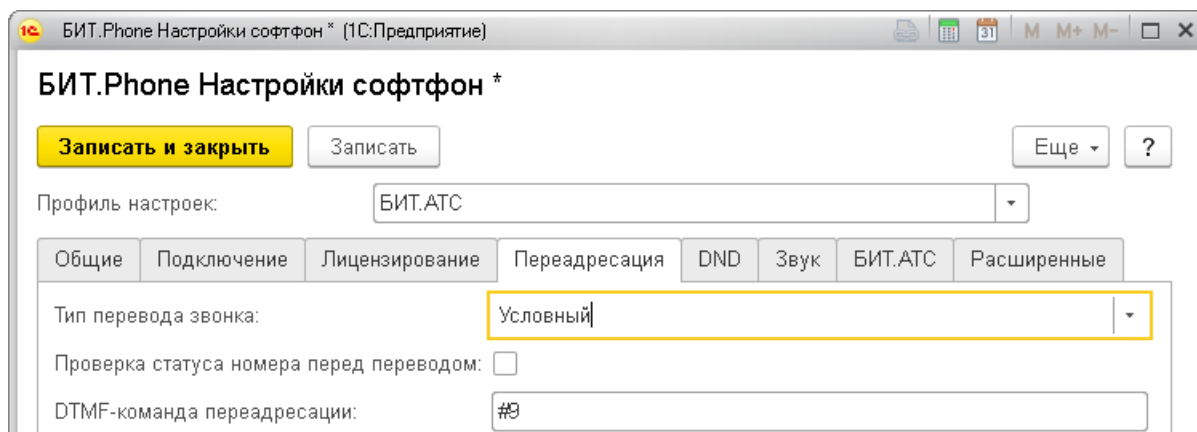 1С БИТ.Phone Настройки софтфон * (1С:Предприятие) 31 M M+ M-
БИТ.Phone Настройки софтфон *
Записать и закрыть Записать Еще ?
Профиль настроек: БИТ.АТС
Общие Подключение Лицензирование Переадресация DND Звук БИТ.АТС Расширенные
Тип перевода звонка: Условный
Проверка статуса номера перед переводом:
DTMF-команда переадресации: #9